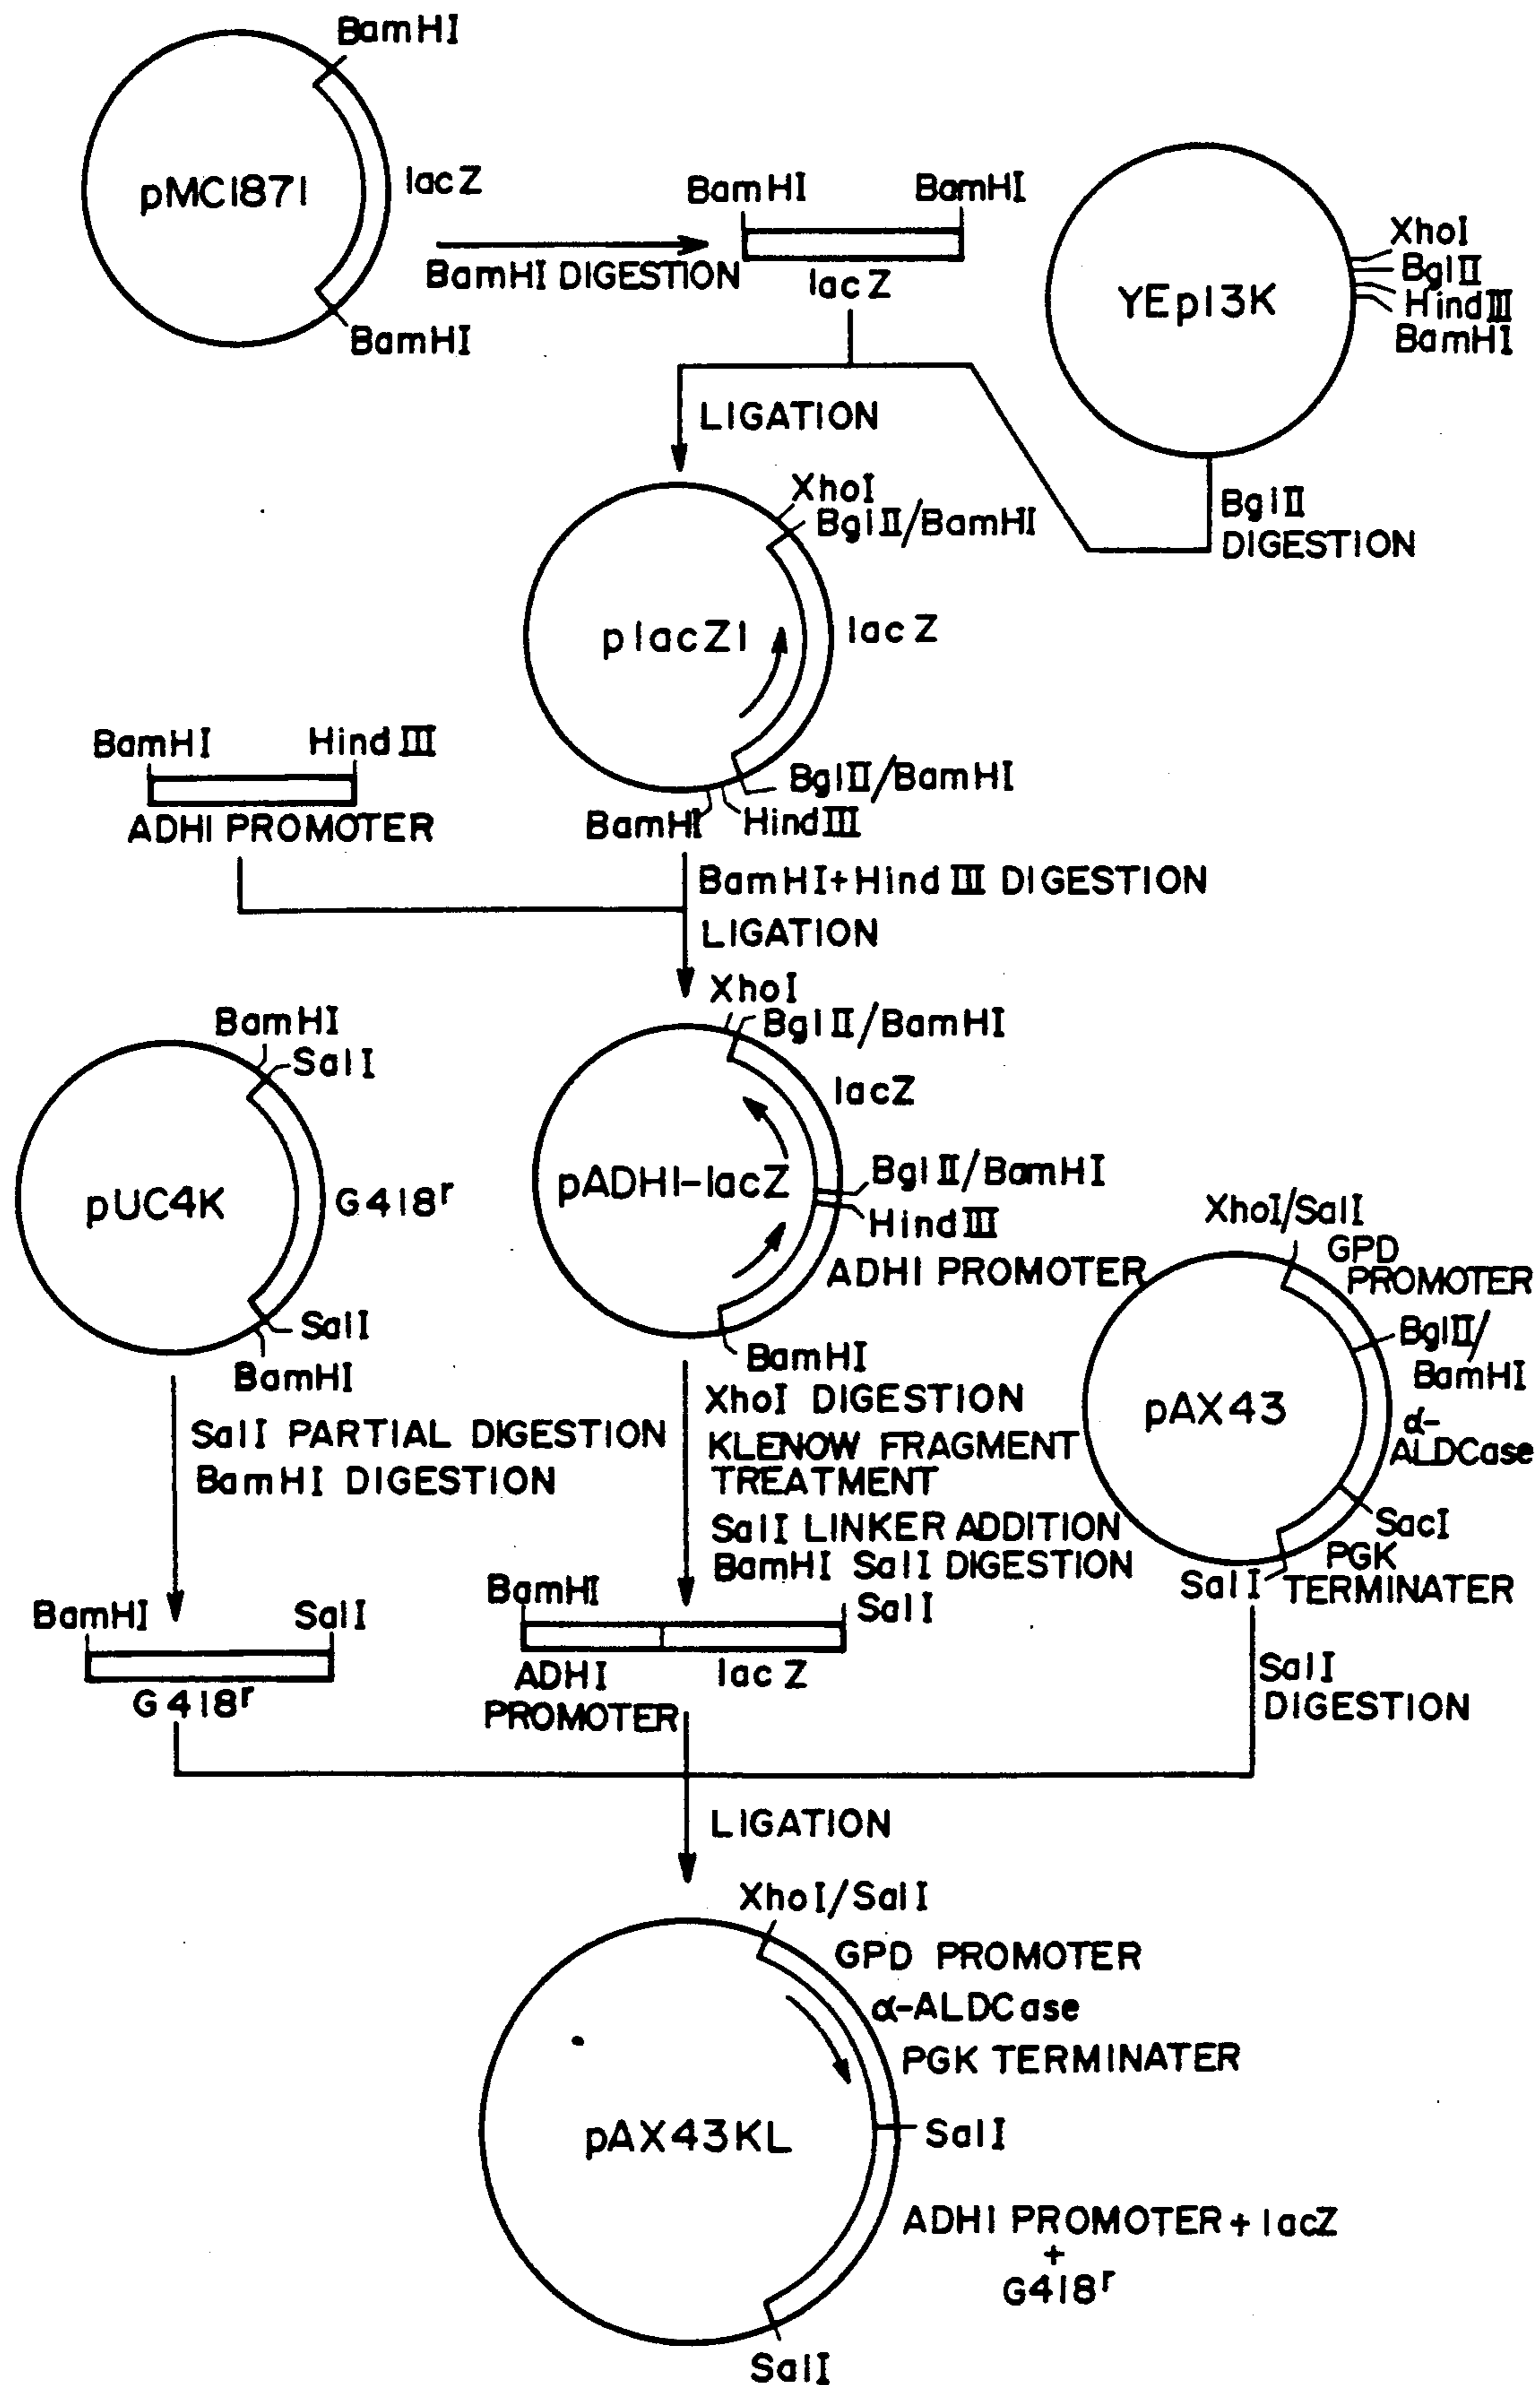 BamHI
pMC1871
lacZ
BamHI
BamHI DIGESTION
BamHI BamHI
lacZ
YEp13K
XhoI
BglII
HindIII
BamHI
LIGATION
BglII
DIGESTION
XhoI
BglII/BamHI
placZ1
lacZ
BglII/BamHI
HindIII
BamHI
BamHI HindIII
ADHI PROMOTER
BamHI+HindIII DIGESTION
LIGATION
BamHI
SalI
pUC4K
G418r
SalI
BamHI
XhoI
BglII/BamHI
lacZ
pADHI-lacZ
BglII/BamHI
HindIII
ADHI PROMOTER
BamHI
XhoI/SalI
GPD
PROMOTER
BglII/
BamHI
pAX43
α-
ALDCase
SacI
PGK
TERMINATER
SalI
SalI PARTIAL DIGESTION
BamHI DIGESTION
XhoI DIGESTION
KLENOW FRAGMENT
TREATMENT
SalI LINKER ADDITION
BamHI SalI DIGESTION
BamHI SalI
G418r
BamHI SalI
ADHI
PROMOTER
lacZ
SalI
DIGESTION
LIGATION
XhoI/SalI
GPD PROMOTER
α-ALDCase
PGK TERMINATER
pAX43KL
SalI
ADHI PROMOTER+lacZ
+
G418r
SalI